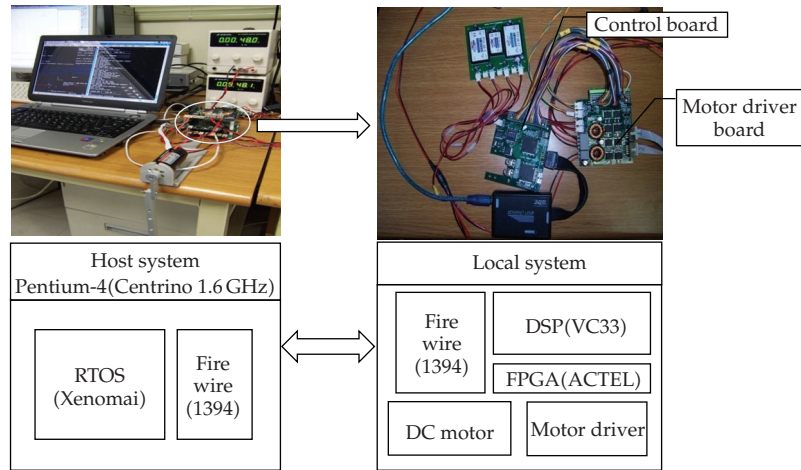 Control board
Motor driver
board
Host system
Pentium-4(Centrino 1.6 GHz)
RTOS
(Xenomai)
Fire
wire
(1394)
Local system
Fire
wire
(1394)
DSP(VC33)
FPGA(ACTEL)
DC motor
Motor driver